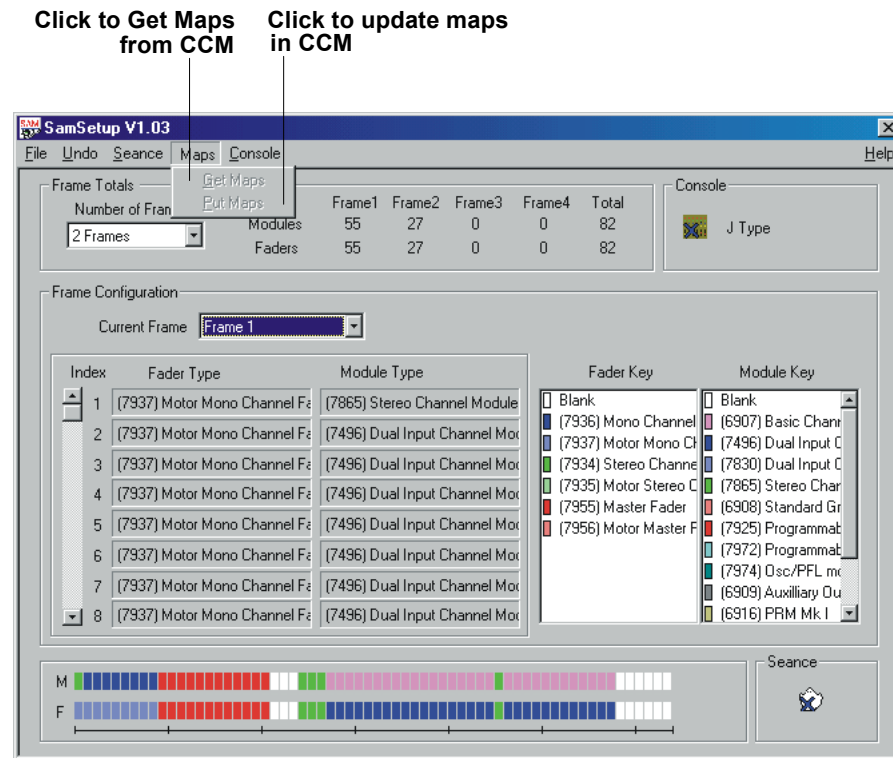 Click to Get Maps from CCM
Click to update maps in CCM
SAM SamSetup V1.03
File Undo Seance Maps Console Help
Get Maps
Put Maps
Frame Totals
Number of Fran
2 Frames
Frame1 Frame2 Frame3 Frame4 Total
Modules 55 27 0 0 82
Faders 55 27 0 0 82
Console
J Type
Frame Configuration
Current Frame Frame 1
Index Fader Type Module Type
1 (7937) Motor Mono Channel Fa (7865) Stereo Channel Module
2 (7937) Motor Mono Channel Fa (7496) Dual Input Channel Moc
3 (7937) Motor Mono Channel Fa (7496) Dual Input Channel Moc
4 (7937) Motor Mono Channel Fa (7496) Dual Input Channel Moc
5 (7937) Motor Mono Channel Fa (7496) Dual Input Channel Moc
6 (7937) Motor Mono Channel Fa (7496) Dual Input Channel Moc
7 (7937) Motor Mono Channel Fa (7496) Dual Input Channel Moc
8 (7937) Motor Mono Channel Fa (7496) Dual Input Channel Moc
Fader Key
Blank
(7936) Mono Channel
(7937) Motor Mono Ch
(7934) Stereo Channe
(7935) Motor Stereo C
(7955) Master Fader
(7956) Motor Master F
Module Key
Blank
(6907) Basic Chann
(7496) Dual Input C
(7830) Dual Input C
(7865) Stereo Char
(6908) Standard Gr
(7925) Programmab
(7972) Programmab
(7974) Osc/PFL mo
(6909) Auxilliary Ou
(6916) PRM Mk I
M
F
Seance